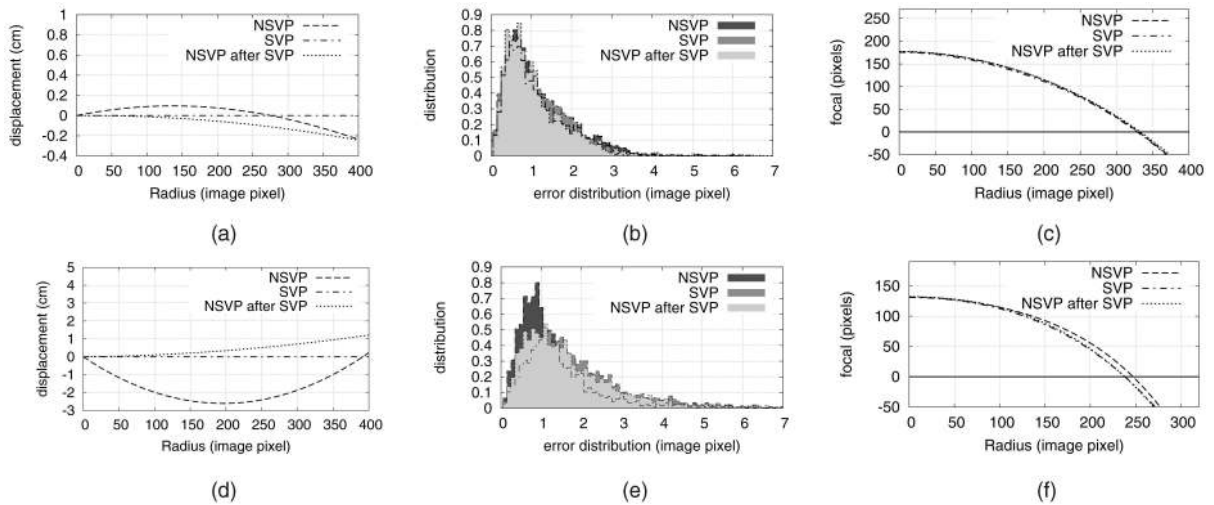 1
0.8
0.6
0.4
0.2
0
-0.2
-0.4
displacement (cm)
NSVP
SVP
NSVP after SVP
0 50 100 150 200 250 300 350 400
Radius (image pixel)
(a)
0.9
0.8
0.7
0.6
0.5
0.4
0.3
0.2
0.1
0
distribution
NSVP
SVP
NSVP after SVP
0 1 2 3 4 5 6 7
error distribution (image pixel)
(b)
250
200
150
100
50
0
-50
focal (pixels)
NSVP
SVP
NSVP after SVP
0 50 100 150 200 250 300 350 400
Radius (image pixel)
(c)
5
4
3
2
1
0
-1
-2
-3
displacement (cm)
NSVP
SVP
NSVP after SVP
0 50 100 150 200 250 300 350 400
Radius (image pixel)
(d)
0.9
0.8
0.7
0.6
0.5
0.4
0.3
0.2
0.1
0
distribution
NSVP
SVP
NSVP after SVP
0 1 2 3 4 5 6 7
error distribution (image pixel)
(e)
150
100
50
0
-50
focal (pixels)
NSVP
SVP
NSVP after SVP
0 50 100 150 200 250 300
Radius (image pixel)
(f)